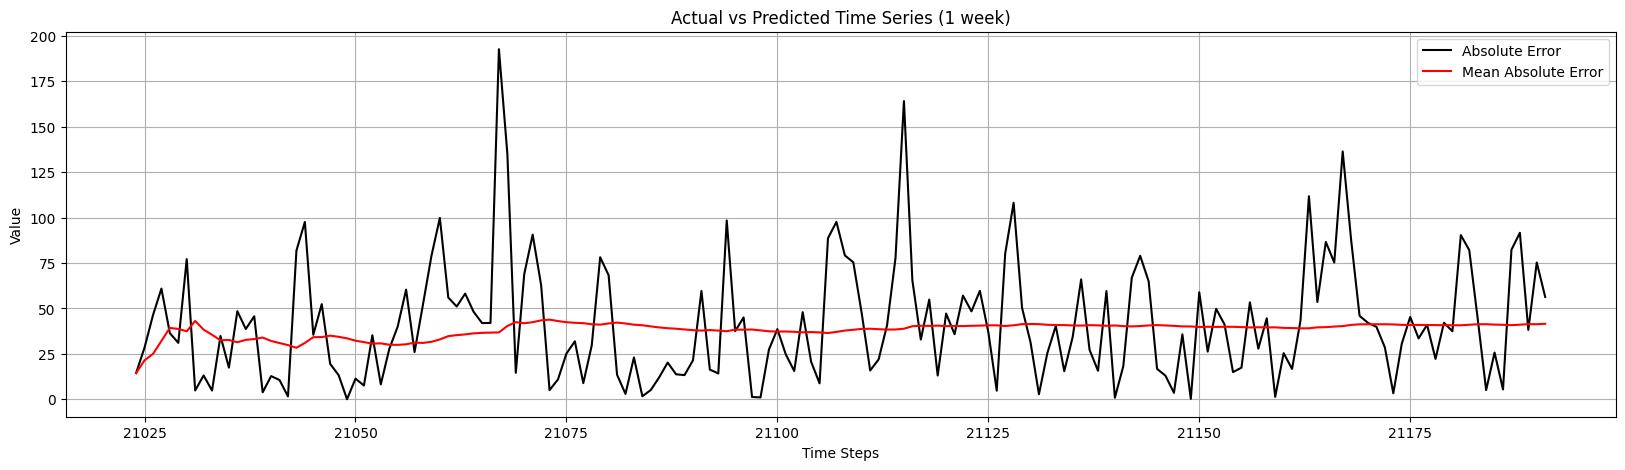 Actual vs Predicted Time Series (1 week)
Absolute Error
Mean Absolute Error
Value
200
175
150
125
100
75
50
25
0
21025 21050 21075 21100 21125 21150 21175
Time Steps